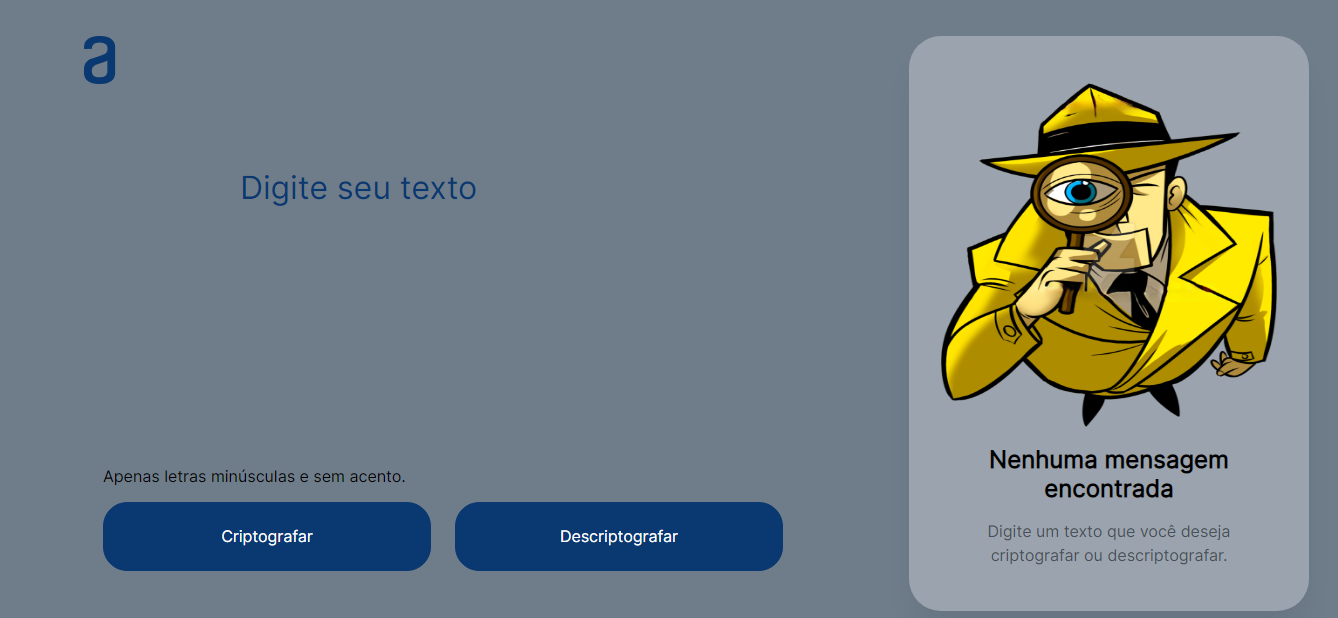 a
Digite seu texto
Apenas letras minúsculas e sem acento.
Criptografar
Descriptografar
Nenhuma mensagem
encontrada
Digite um texto que você deseja
criptografar ou descriptografar.